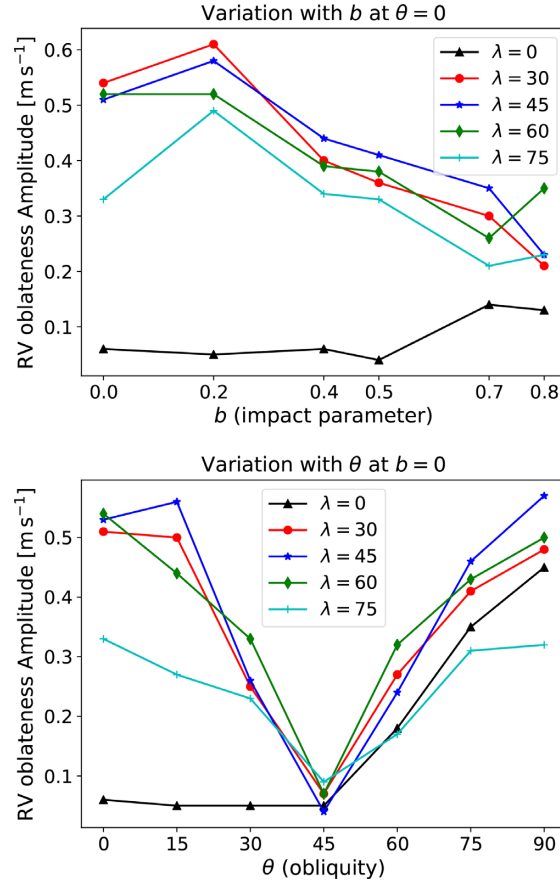 Variation with b at θ = 0
RV oblateness Amplitude [m s⁻¹]
0.6
0.5
0.4
0.3
0.2
0.1
λ = 0
λ = 30
λ = 45
λ = 60
λ = 75
0.0 0.2 0.4 0.5 0.7 0.8
b (impact parameter)
Variation with θ at b = 0
RV oblateness Amplitude [m s⁻¹]
0.5
0.4
0.3
0.2
0.1
λ = 0
λ = 30
λ = 45
λ = 60
λ = 75
0 15 30 45 60 75 90
θ (obliquity)